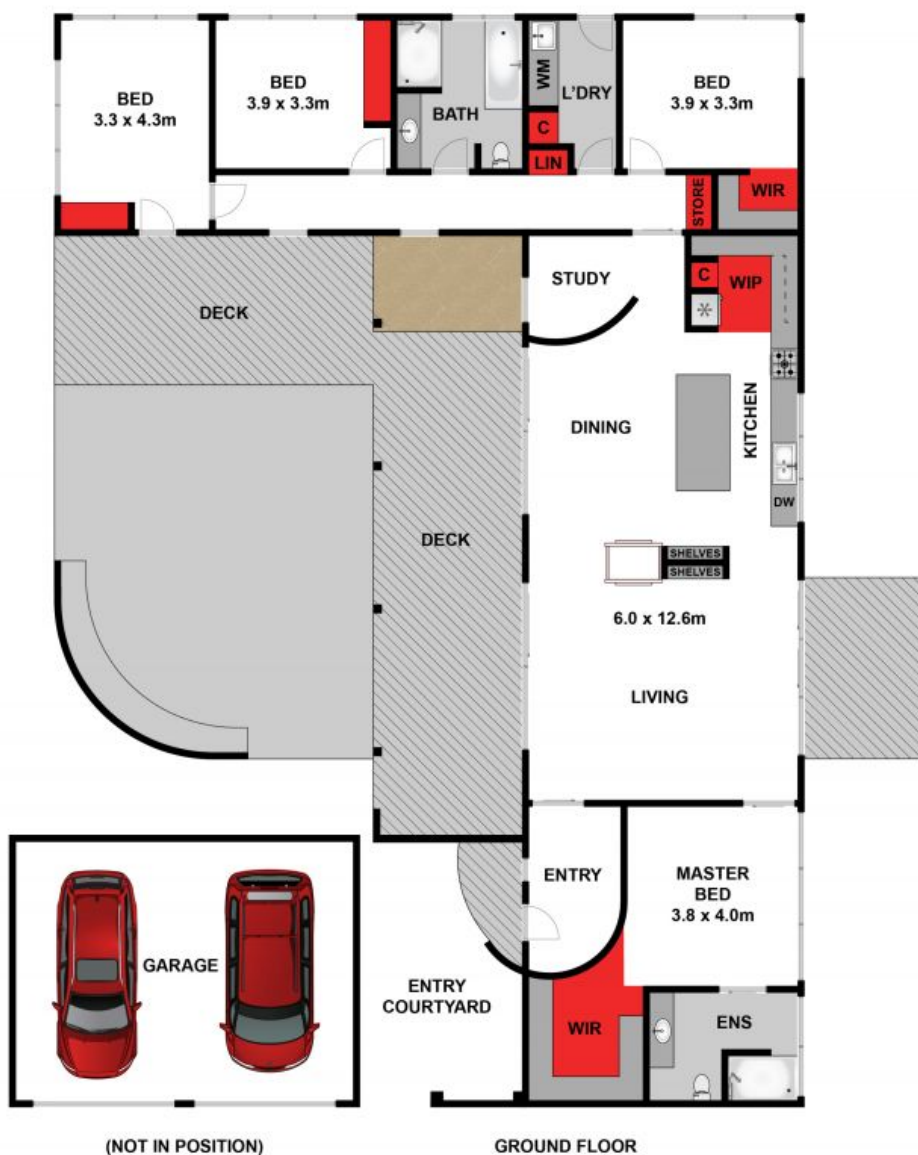 BED
3.3 x 4.3m
BED
3.9 x 3.3m
BATH
WM
L'DRY
C
LIN
BED
3.9 x 3.3m
STORE
WIR
DECK
STUDY
C
WIP
DINING
KITCHEN
DW
DECK
SHELVES
SHELVES
6.0 x 12.6m
LIVING
GARAGE
ENTRY
MASTER
BED
3.8 x 4.0m
ENTRY
COURTYARD
WIR
ENS
(NOT IN POSITION)
GROUND FLOOR